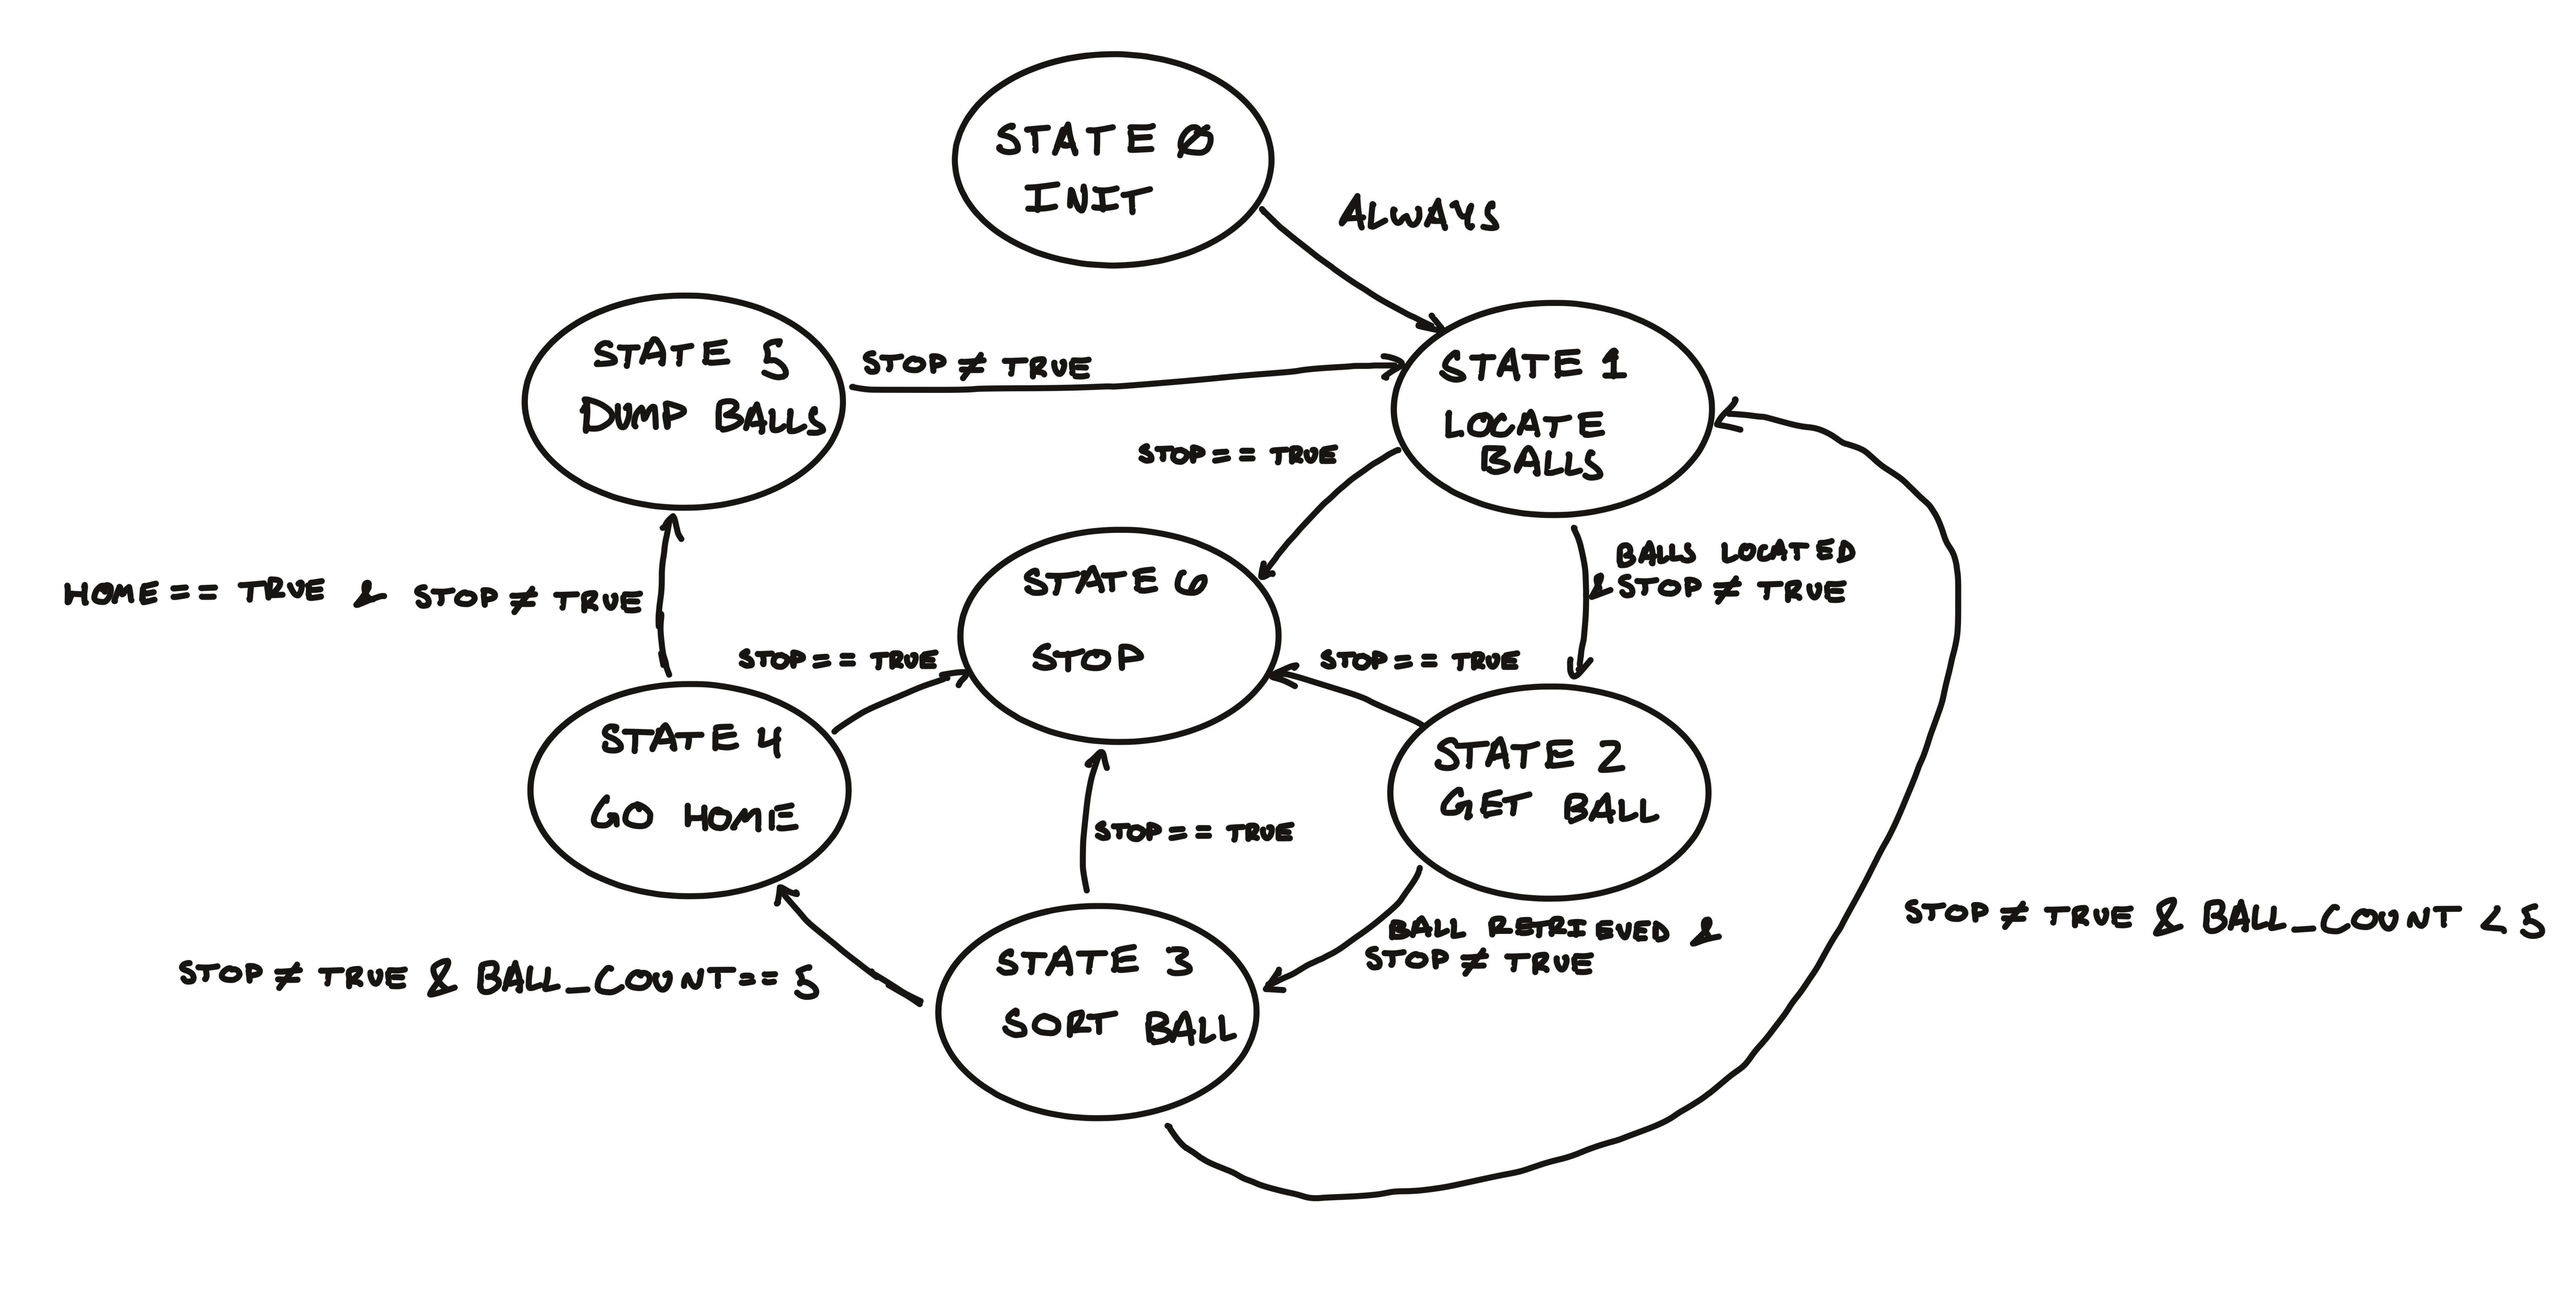 STATE Ø
INIT
ALWAYS
STATE 5
DUMP BALLS
STOP ≠ TRUE
STATE 1
LOCATE
BALLS
STOP == TRUE
BALLS LOCATED
& STOP ≠ TRUE
STATE 6
STOP
HOME == TRUE & STOP ≠ TRUE
STOP == TRUE
STOP == TRUE
STATE 4
GO HOME
STATE 2
GET BALL
STOP == TRUE
STOP ≠ TRUE & BALL_COUNT < 5
BALL RETRIEVED &
STOP ≠ TRUE
STATE 3
SORT BALL
STOP ≠ TRUE & BALL_COUNT == 5